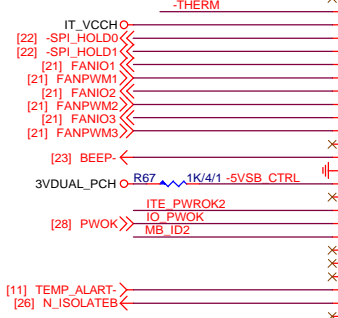 -THERM
IT_VCCH
[22] -SPI_HOLD0
[22] -SPI_HOLD1
[21] FANIO1
[21] FANPWM1
[21] FANIO2
[21] FANPWM2
[21] FANIO3
[21] FANPWM3
[23] BEEP-
3VDUAL_PCH R67 1K/4/1 -5VSB_CTRL
ITE_PWROK2
[28] PWOK IO_PWOK
MB_ID2
[11] TEMP_ALART-
[26] N_ISOLATEB